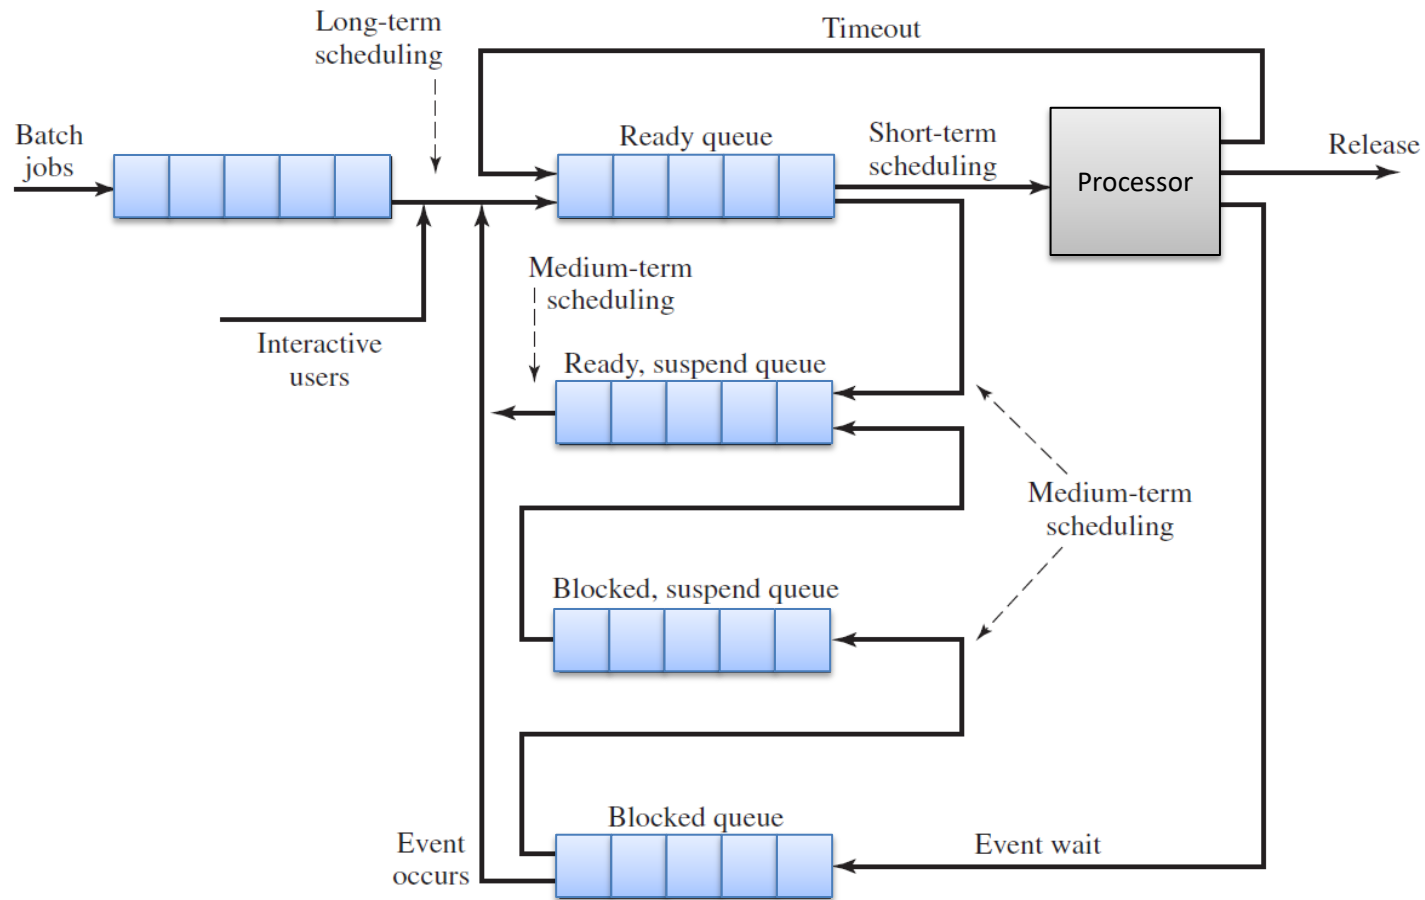 Long-term
scheduling
Timeout
Batch
jobs
Ready queue
Short-term
scheduling
Processor
Release
Medium-term
scheduling
Interactive
users
Ready, suspend queue
Medium-term
scheduling
Blocked, suspend queue
Blocked queue
Event
occurs
Event wait